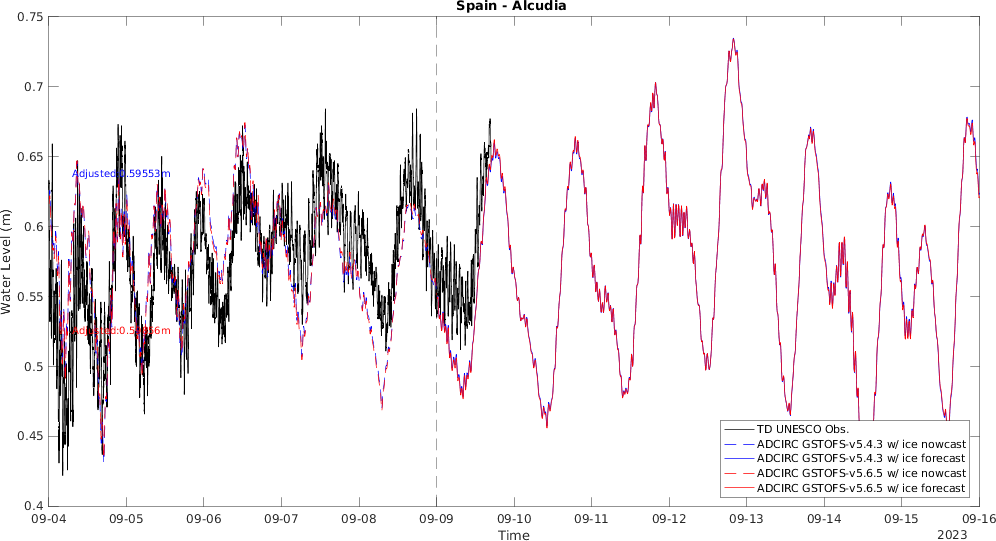 Spain - Alcudia
0.75
0.7
0.65
0.6
0.55
0.5
0.45
0.4
Water Level (m)
Adjusted:0.59553m
TD UNESCO Obs.
ADCIRC GSTOFS-v5.4.3 w/ ice nowcast
ADCIRC GSTOFS-v5.4.3 w/ ice forecast
ADCIRC GSTOFS-v5.6.5 w/ ice nowcast
ADCIRC GSTOFS-v5.6.5 w/ ice forecast
09-04 09-05 09-06 09-07 09-08 09-09 09-10 09-11 09-12 09-13 09-14 09-15 09-16
Time
2023